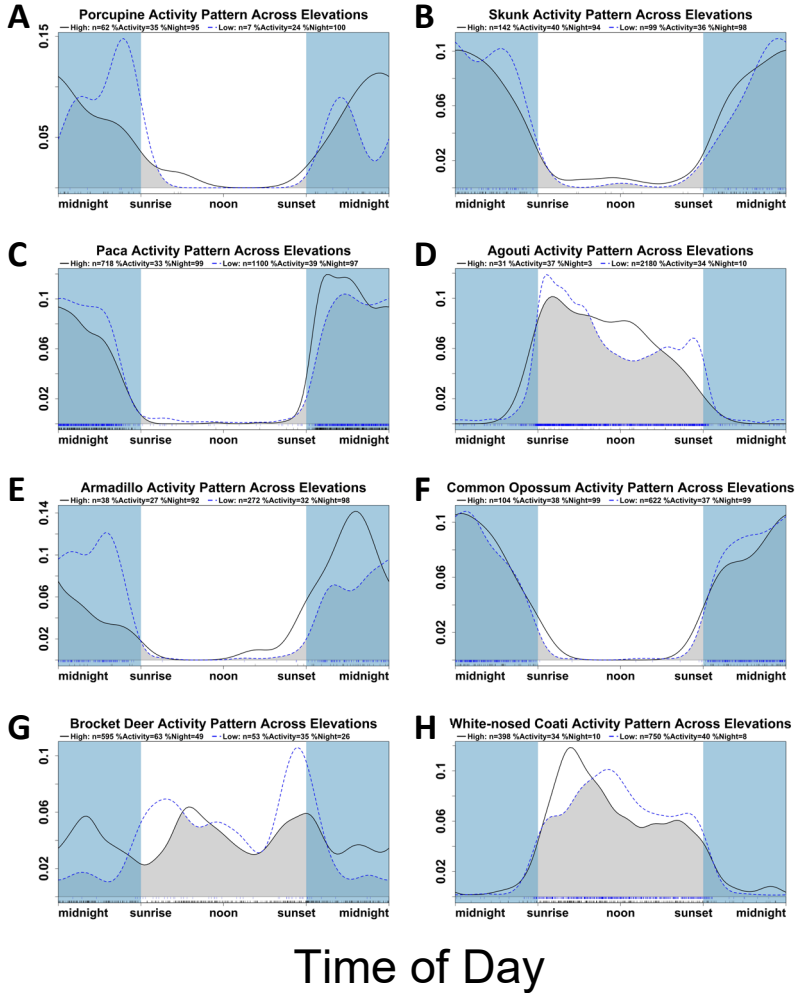 A
Porcupine Activity Pattern Across Elevations
High: n=62 %Activity=35 %Night=95 Low: n=7 %Activity=24 %Night=100
0.15
0.05
midnight sunrise noon sunset midnight
B
Skunk Activity Pattern Across Elevations
High: n=142 %Activity=40 %Night=94 Low: n=99 %Activity=36 %Night=98
0.1
0.06
0.02
midnight sunrise noon sunset midnight
C
Paca Activity Pattern Across Elevations
High: n=718 %Activity=33 %Night=99 Low: n=1100 %Activity=39 %Night=97
0.1
0.06
0.02
midnight sunrise noon sunset midnight
D
Agouti Activity Pattern Across Elevations
High: n=31 %Activity=37 %Night=3 Low: n=2180 %Activity=34 %Night=10
0.1
0.06
0.02
midnight sunrise noon sunset midnight
E
Armadillo Activity Pattern Across Elevations
High: n=38 %Activity=27 %Night=92 Low: n=272 %Activity=32 %Night=98
0.14
0.1
0.06
0.02
midnight sunrise noon sunset midnight
F
Common Opossum Activity Pattern Across Elevations
High: n=104 %Activity=38 %Night=99 Low: n=622 %Activity=37 %Night=99
0.1
0.06
0.02
midnight sunrise noon sunset midnight
G
Brocket Deer Activity Pattern Across Elevations
High: n=595 %Activity=63 %Night=49 Low: n=53 %Activity=35 %Night=26
0.1
0.06
0.02
midnight sunrise noon sunset midnight
H
White-nosed Coati Activity Pattern Across Elevations
High: n=398 %Activity=34 %Night=10 Low: n=750 %Activity=40 %Night=8
0.1
0.06
0.02
midnight sunrise noon sunset midnight
Time of Day